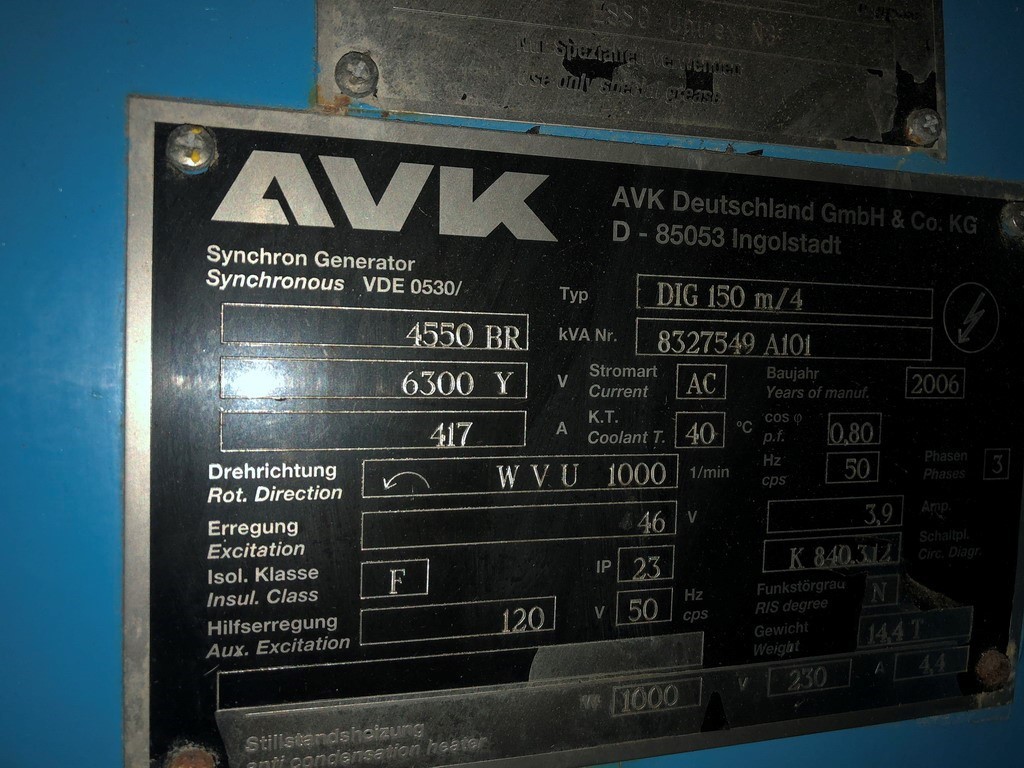 Use only special grease
AVK
AVK Deutschland GmbH & Co. KG
D - 85053 Ingolstadt
Synchron Generator
Synchronous VDE 0530/
Typ DIG 150 m/4
4550 BR kVA Nr. 8327549 A101
6300 Y V Stromart Current AC Baujahr Years of manuf. 2006
417 A K.T. Coolant T. 40 °C cos φ p.f. 0,80
Drehrichtung Rot. Direction W V U 1000 1/min Hz cps 50 Phasen Phases 3
Erregung Excitation 46 V 3,9 Amp.
Isol. Klasse Insul. Class F IP 23 K 840.312 Schaltpl. Circ. Diagr.
Hilfserregung Aux. Excitation 120 V 50 Hz cps Funkstörgrad RIS degree N
Gewicht Weight 14,4 T
Stillstandsheizung anti condensation heater 1000 V 230 A 4,4